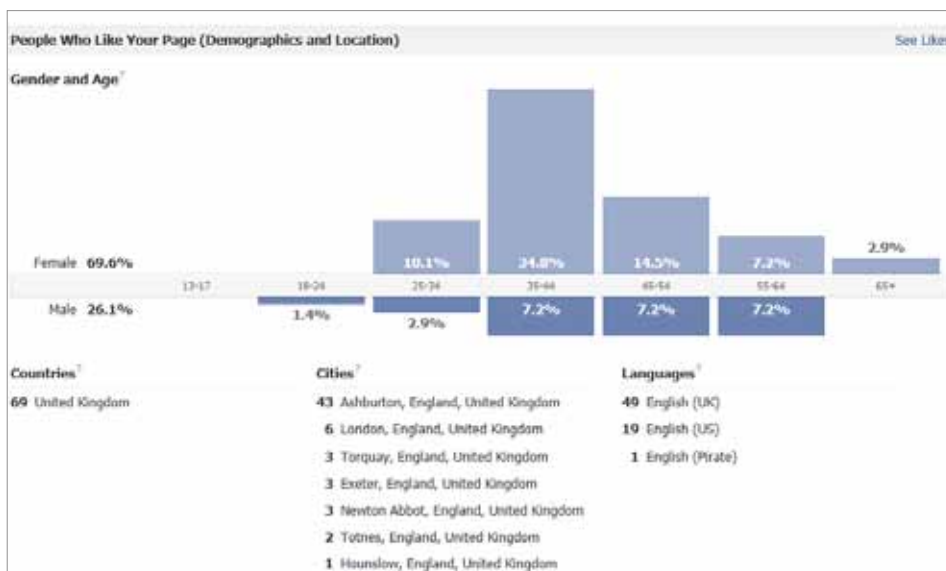 People Who Like Your Page (Demographics and Location) See Likes
Gender and Age?
2.9%
Female 69.6% 10.1% 34.8% 14.5% 7.2%
13-17 18-24 25-34 35-44 45-54 55-64 65+
Male 26.1% 1.4% 2.9% 7.2% 7.2% 7.2%
Countries? Cities? Languages?
69 United Kingdom 43 Ashburton, England, United Kingdom 49 English (UK)
6 London, England, United Kingdom 19 English (US)
3 Torquay, England, United Kingdom 1 English (Pirate)
3 Exeter, England, United Kingdom
3 Newton Abbot, England, United Kingdom
2 Totnes, England, United Kingdom
1 Hounslow, England, United Kingdom